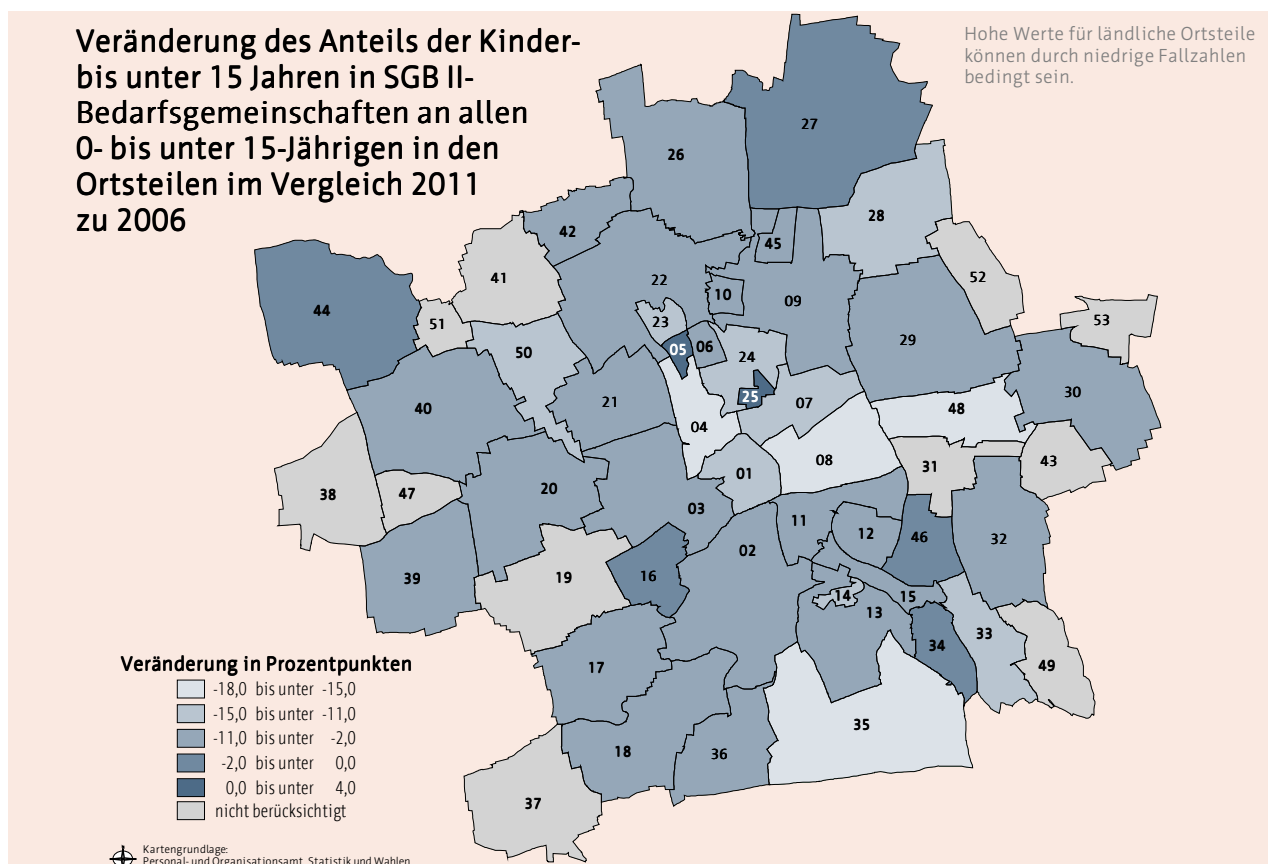 Veränderung des Anteils der Kinder-
bis unter 15 Jahren in SGB II-
Bedarfsgemeinschaften an allen
0- bis unter 15-Jährigen in den
Ortsteilen im Vergleich 2011
zu 2006
Hohe Werte für ländliche Ortsteile
können durch niedrige Fallzahlen
bedingt sein.
27
26
28
42
45
41
22
52
44
10
09
51
23
53
50
05
06
24
29
25
40
21
07
30
48
04
08
01
31
43
38
47
20
03
11
12
46
32
02
39
19
16
14
15
13
33
34
49
17
35
18
36
37
Veränderung in Prozentpunkten
-18,0 bis unter -15,0
-15,0 bis unter -11,0
-11,0 bis unter -2,0
-2,0 bis unter 0,0
0,0 bis unter 4,0
nicht berücksichtigt
Kartengrundlage:
Personal- und Organisationsamt, Statistik und Wahlen